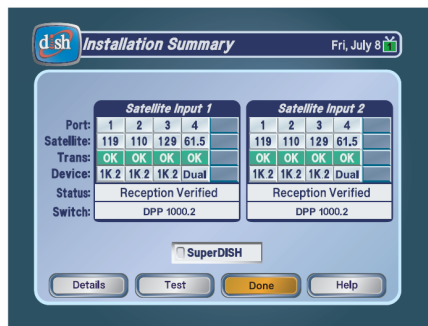 dish Installation Summary Fri, July 8 1
Satellite Input 1 Satellite Input 2
Port: 1 2 3 4 1 2 3 4
Satellite: 119 110 129 61.5 119 110 129 61.5
Trans: OK OK OK OK OK OK OK OK
Device: 1K.2 1K.2 1K.2 Dual 1K.2 1K.2 1K.2 Dual
Status: Reception Verified Reception Verified
Switch: DPP 1000.2 DPP 1000.2
SuperDISH
Details Test Done Help